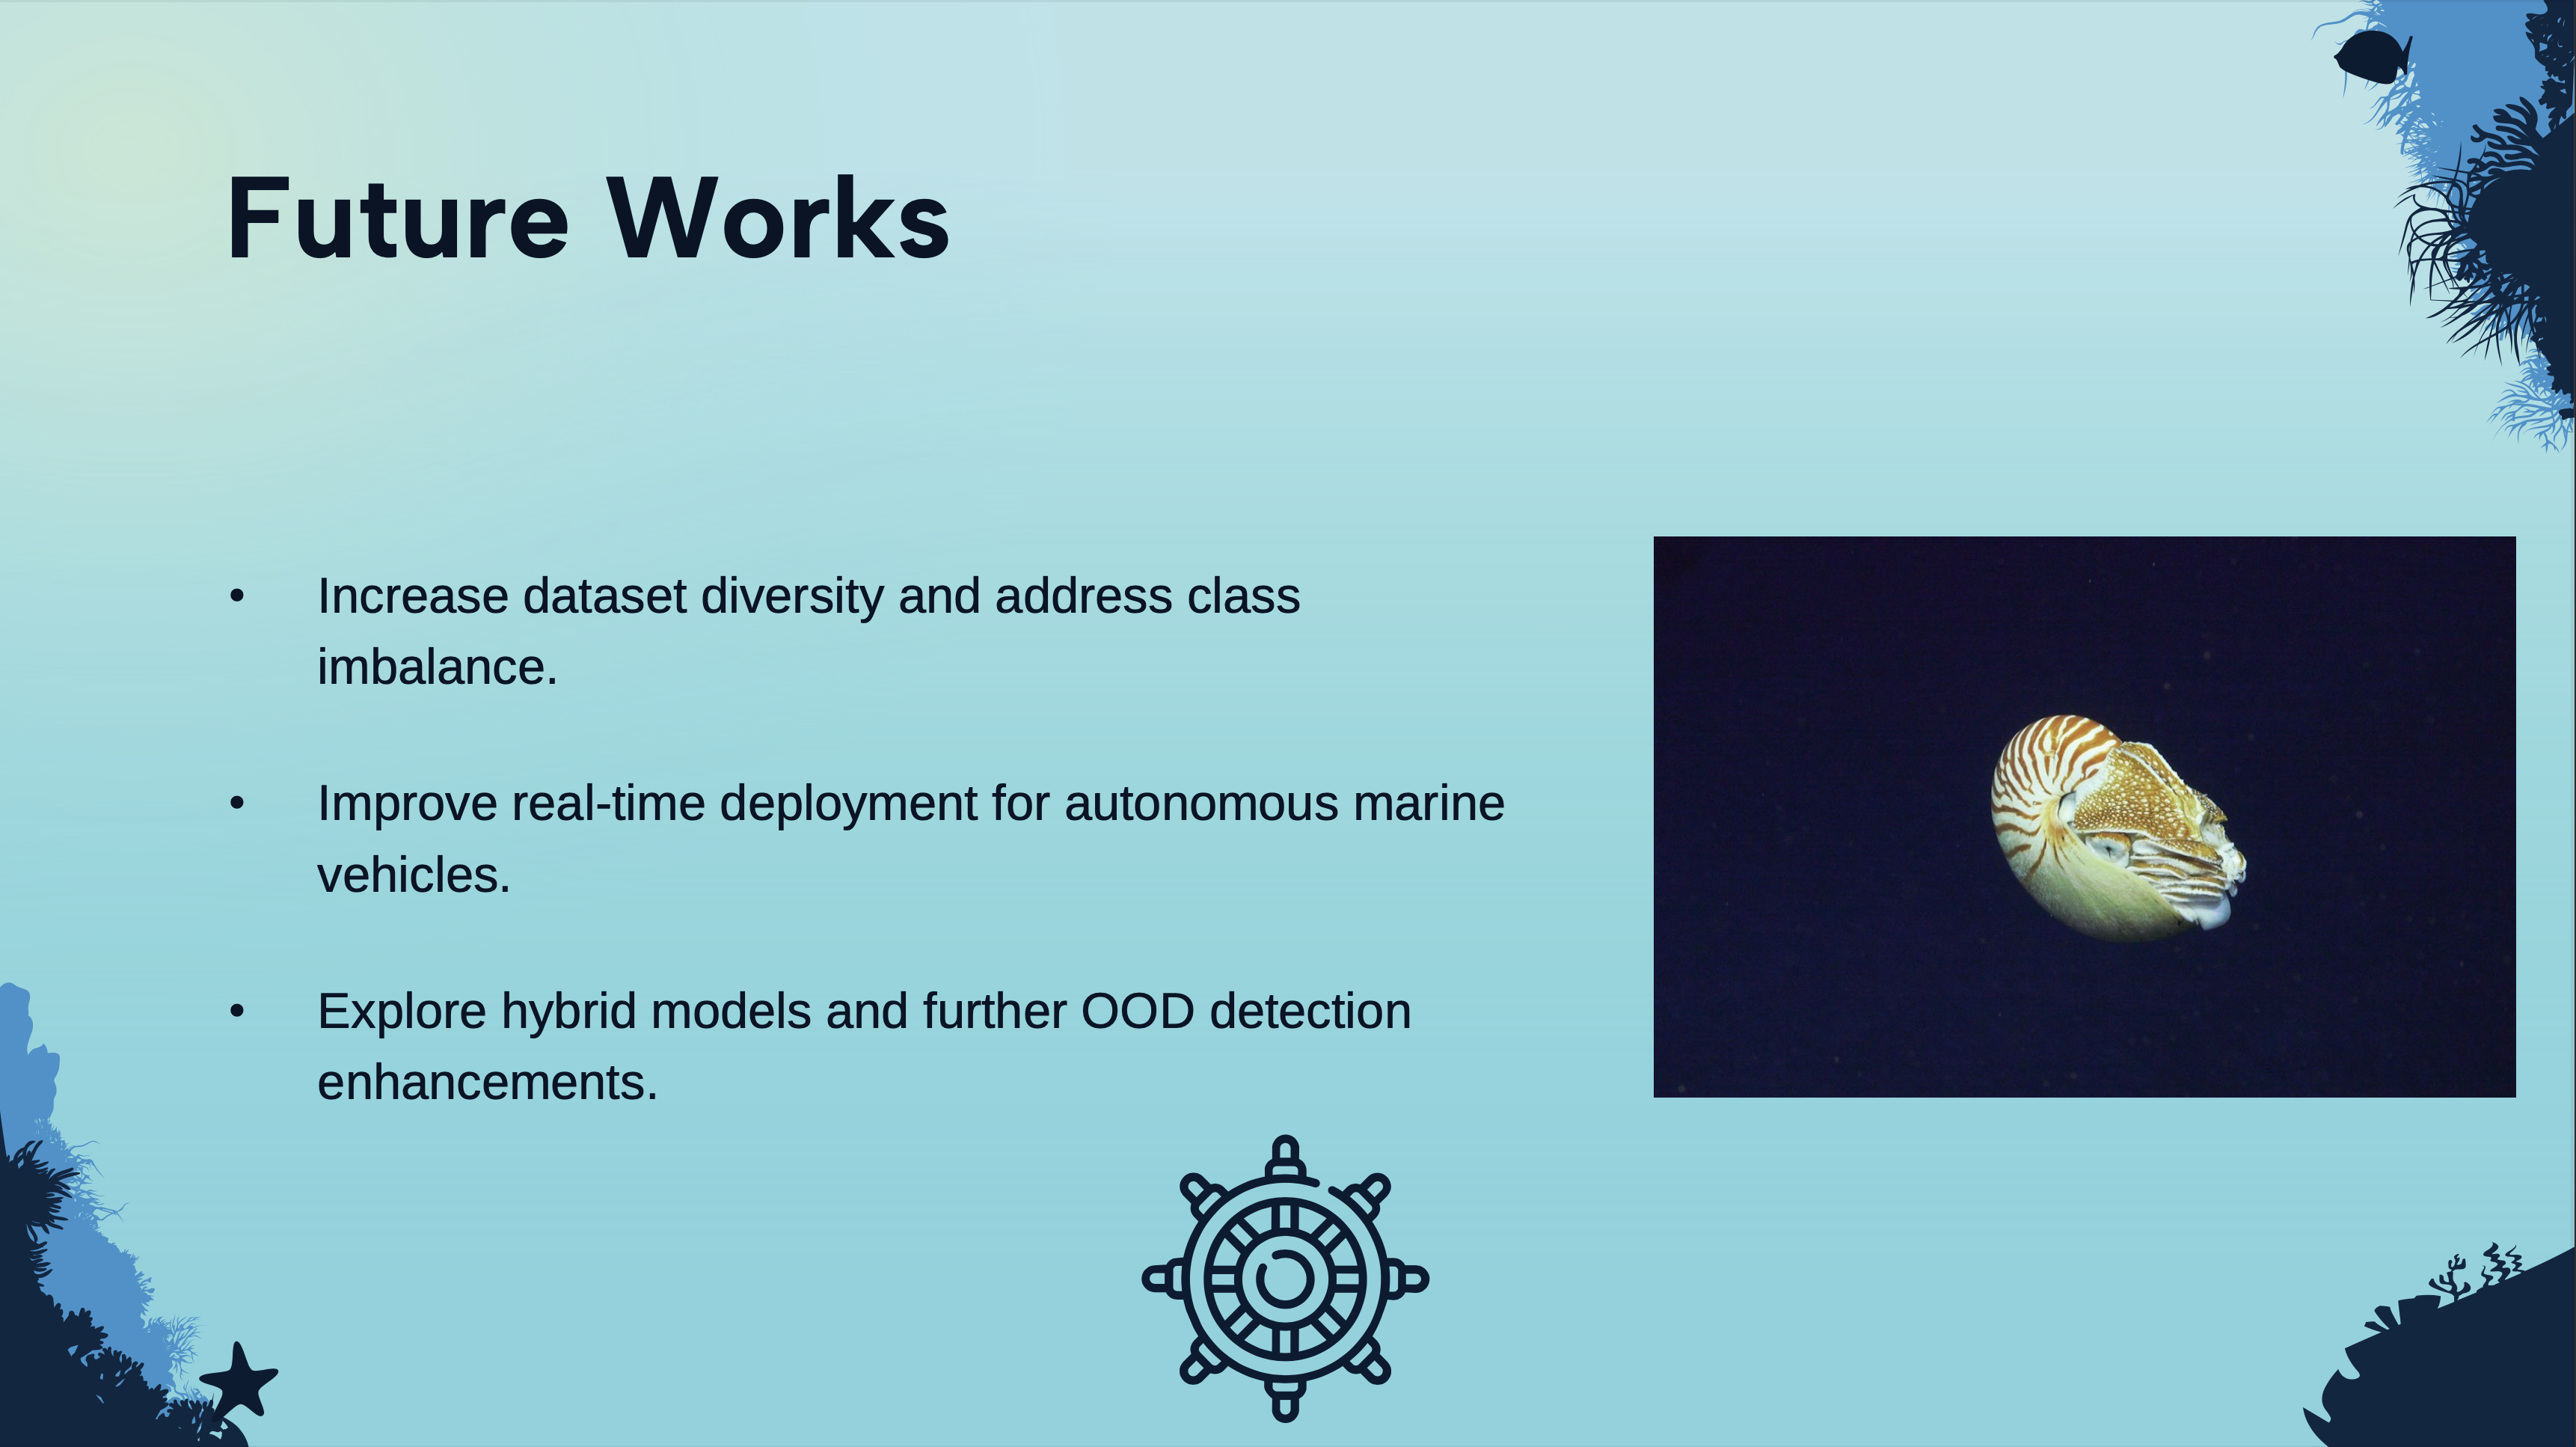 Future Works
• Increase dataset diversity and address class
imbalance.
• Improve real-time deployment for autonomous marine
vehicles.
• Explore hybrid models and further OOD detection
enhancements.